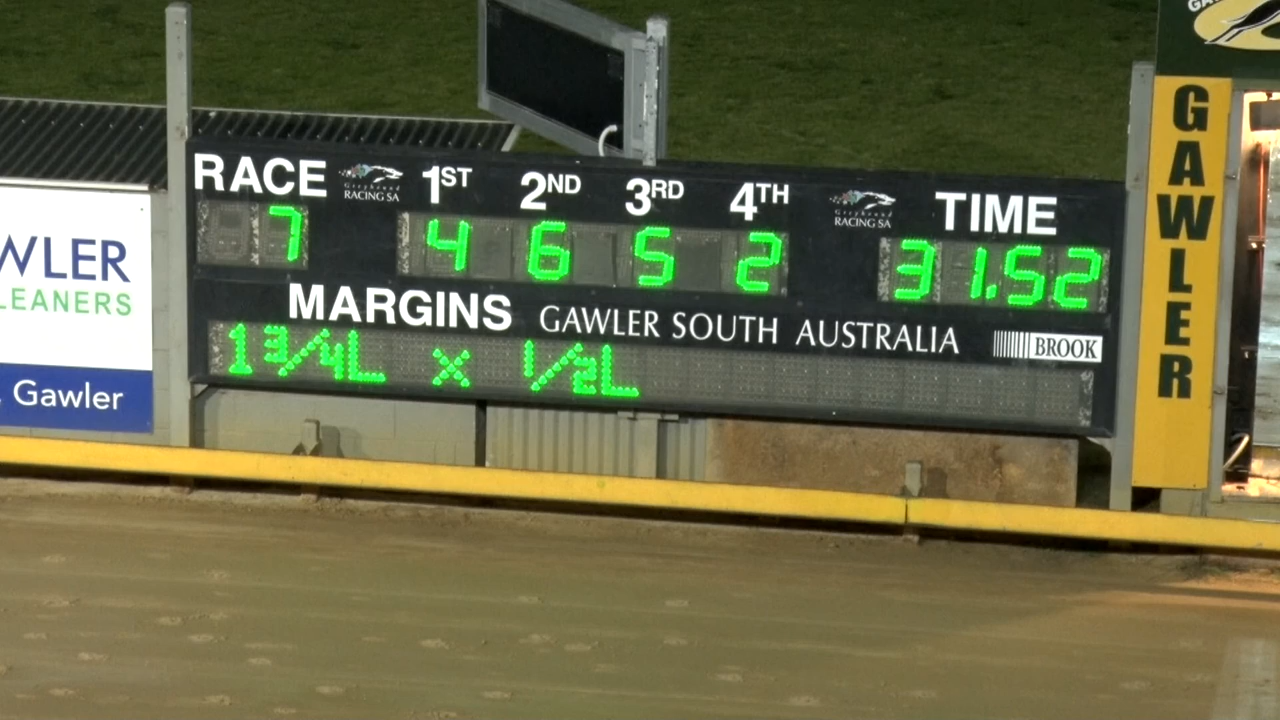 GA
RACE Greyhound RACING SA 1ST 2ND 3RD 4TH Greyhound RACING SA TIME
7 4 6 5 2 31.52
MARGINS GAWLER SOUTH AUSTRALIA BROOK
1 3/4L x 1/2L
WLER
LEANERS
, Gawler
GAWLER